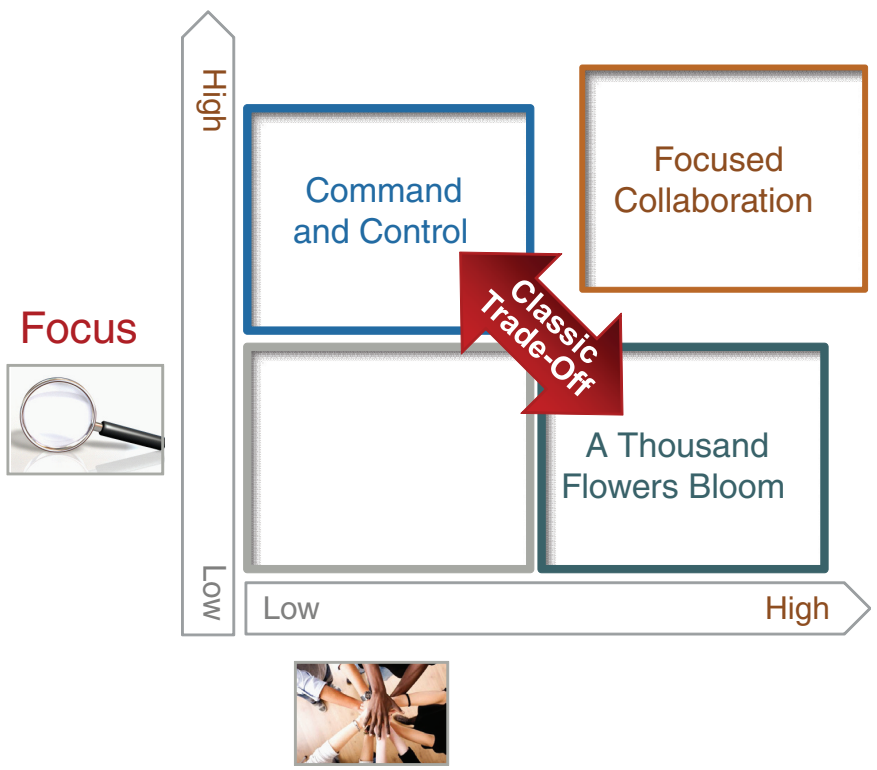 High
Command
and Control
Focused
Collaboration
Classic
Trade-Off
Focus
A Thousand
Flowers Bloom
Low
Low
High